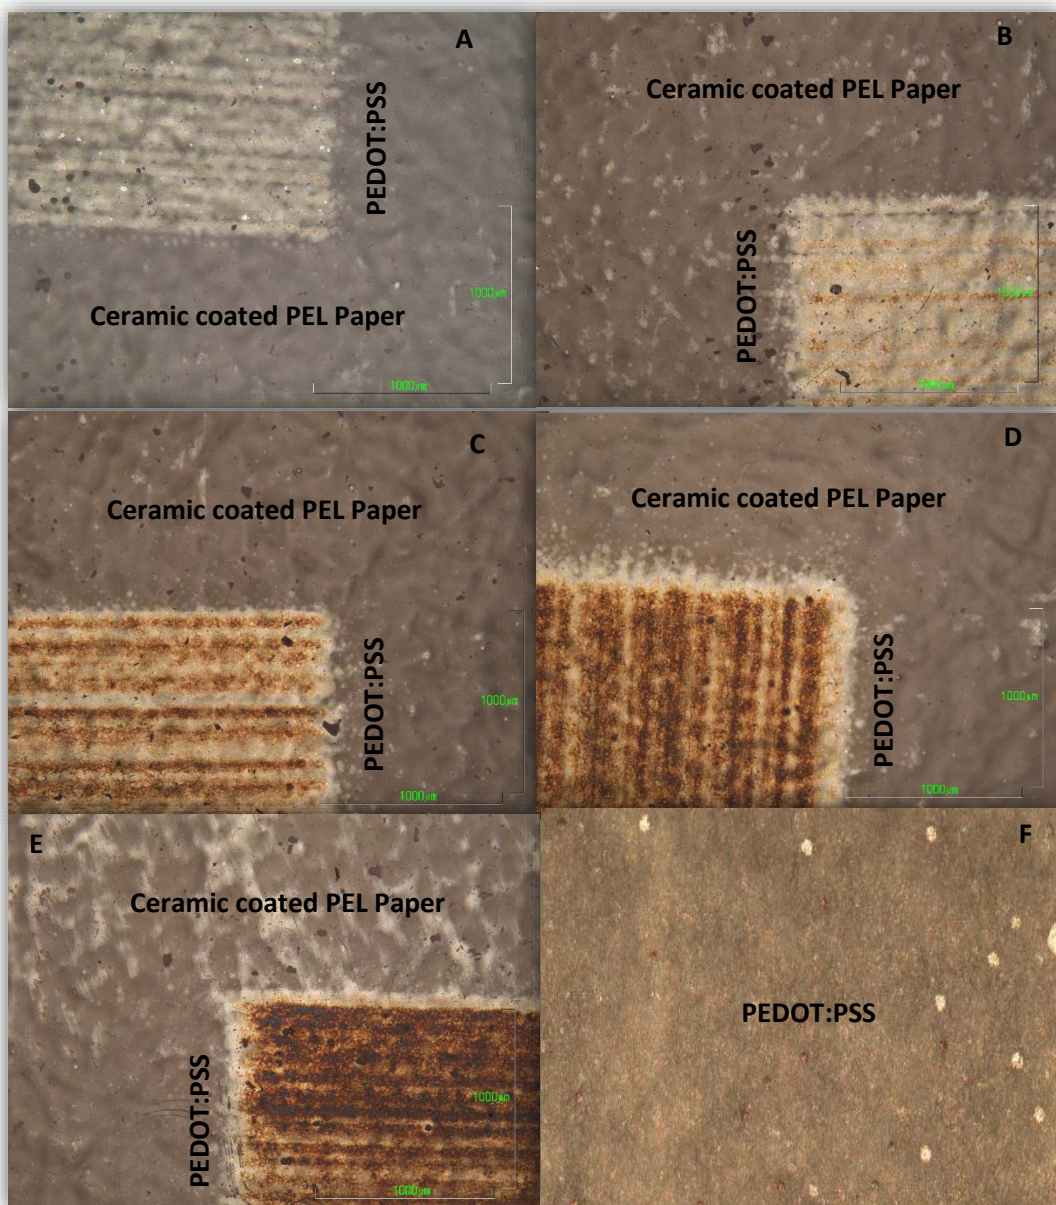 A
PEDOT:PSS
1000µm
Ceramic coated PEL Paper
1000µm
B
Ceramic coated PEL Paper
PEDOT:PSS
1000µm
C
Ceramic coated PEL Paper
PEDOT:PSS
1000µm
1000µm
D
Ceramic coated PEL Paper
PEDOT:PSS
1000µm
1000µm
E
Ceramic coated PEL Paper
PEDOT:PSS
1000µm
1000µm
F
PEDOT:PSS